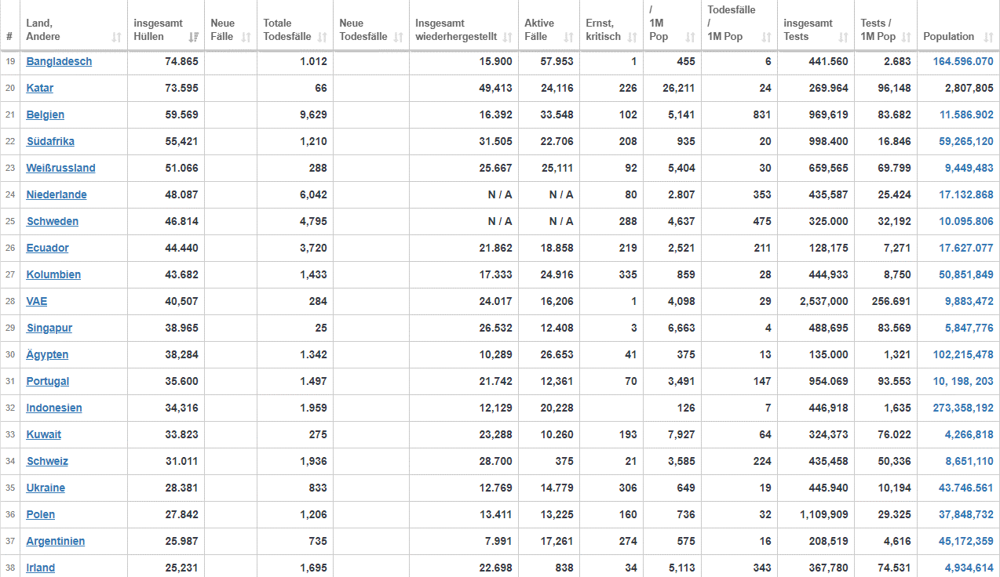 # Land, Andere insgesamt Hüllen Neue Fälle Totale Todesfälle Neue Todesfälle Insgesamt wiederhergestellt Aktive Fälle Ernst, kritisch / 1M Pop Todesfälle / 1M Pop insgesamt Tests Tests / 1M Pop Population
19 Bangladesch 74.865 1.012 15.900 57.953 1 455 6 441.560 2.683 164.596.070
20 Katar 73.595 66 49,413 24,116 226 26,211 24 269.964 96,148 2,807,805
21 Belgien 59.569 9,629 16.392 33.548 102 5,141 831 969,619 83.682 11.586.902
22 Südafrika 55,421 1,210 31.505 22.706 208 935 20 998.400 16.846 59,265,120
23 Weißrussland 51.066 288 25.667 25,111 92 5,404 30 659,565 69.799 9,449,483
24 Niederlande 48.087 6,042 N / A N / A 80 2.807 353 435,587 25.424 17.132.868
25 Schweden 46.814 4,795 N / A N / A 288 4,637 475 325.000 32,192 10.095.806
26 Ecuador 44.440 3,720 21.862 18.858 219 2,521 211 128,175 7,271 17.627.077
27 Kolumbien 43.682 1,433 17.333 24.916 335 859 28 444,933 8,750 50,851,849
28 VAE 40,507 284 24.017 16,206 1 4,098 29 2,537,000 256.691 9,883,472
29 Singapur 38.965 25 26.532 12.408 3 6,663 4 488,695 83.569 5,847,776
30 Ägypten 38,284 1.342 10,289 26.653 41 375 13 135.000 1,321 102,215,478
31 Portugal 35.600 1.497 21.742 12,361 70 3,491 147 954.069 93.553 10, 198, 203
32 Indonesien 34,316 1.959 12,129 20,228 126 7 446,918 1,635 273,358,192
33 Kuwait 33.823 275 23,288 10.260 193 7,927 64 324,373 76.022 4,266,818
34 Schweiz 31.011 1,936 28.700 375 21 3,585 224 435,458 50,336 8,651,110
35 Ukraine 28.381 833 12.769 14.779 306 649 19 445.940 10,194 43.746.561
36 Polen 27.842 1,206 13.411 13,225 160 736 32 1,109,909 29.325 37,848,732
37 Argentinien 25.987 735 7.991 17,261 274 575 16 208,519 4,616 45,172,359
38 Irland 25,231 1,695 22.698 838 34 5,113 343 367,780 74.531 4,934,614